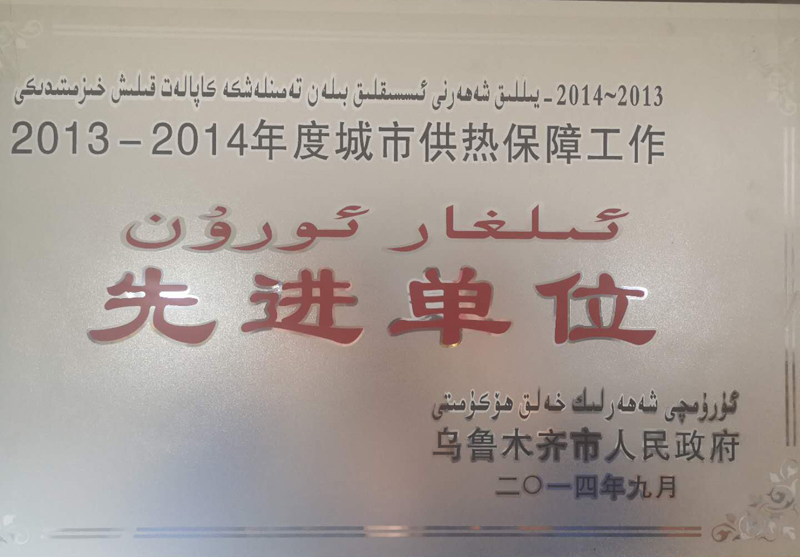 2013~2014 - يىللىق شەھەرنى ئىسسىقلىق بىلەن تەمىنلەشكە كاپالەت قىلىش خىزمىتىدىكى
2013－2014年度城市供热保障工作
ئىلغار ئورۇن
先进单位
ئۈرۈمچى شەھەرلىك خەلق ھۆكۈمىتى
乌鲁木齐市人民政府
二〇一四年九月